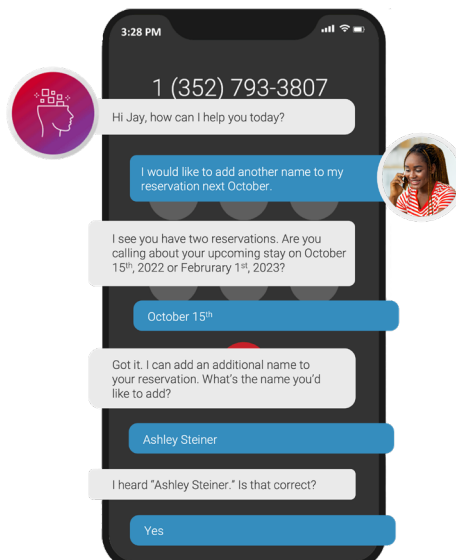 3:28 PM
1 (352) 793-3807
Hi Jay, how can I help you today?
I would like to add another name to my
reservation next October.
I see you have two reservations. Are you
calling about your upcoming stay on October
15th, 2022 or Februrary 1st, 2023?
October 15th
Got it. I can add an additional name to
your reservation. What's the name you'd
like to add?
Ashley Steiner
I heard “Ashley Steiner.” Is that correct?
Yes